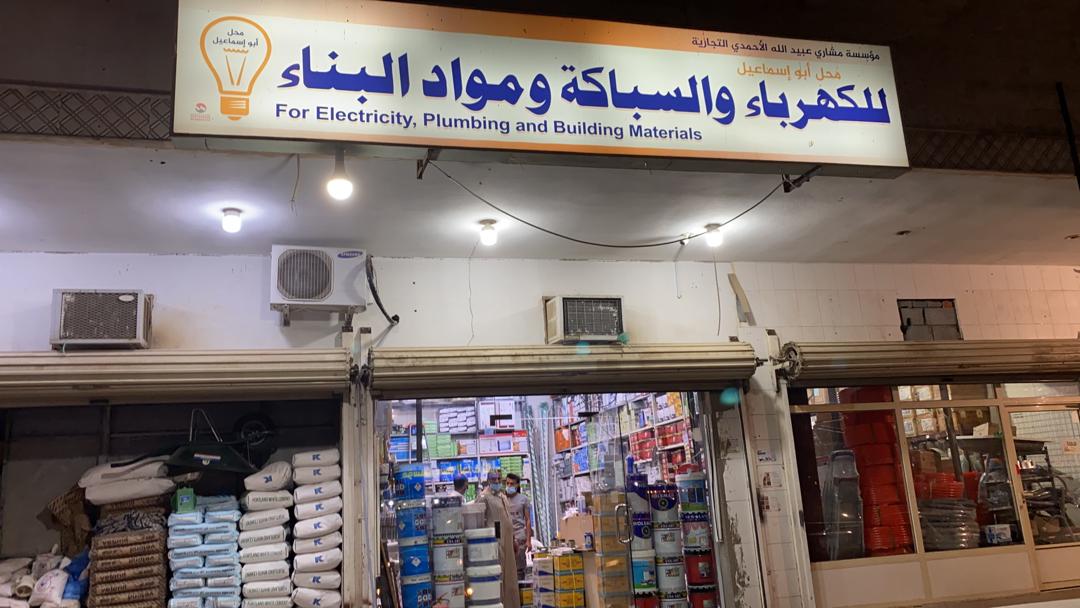 مؤسسة مشاري عبيد الله الأحمدي التجارية
محل أبو إسماعيل
للكهرباء والسباكة ومواد البناء
For Electricity, Plumbing and Building Materials
محل
أبو إسماعيل
SAMSUNG